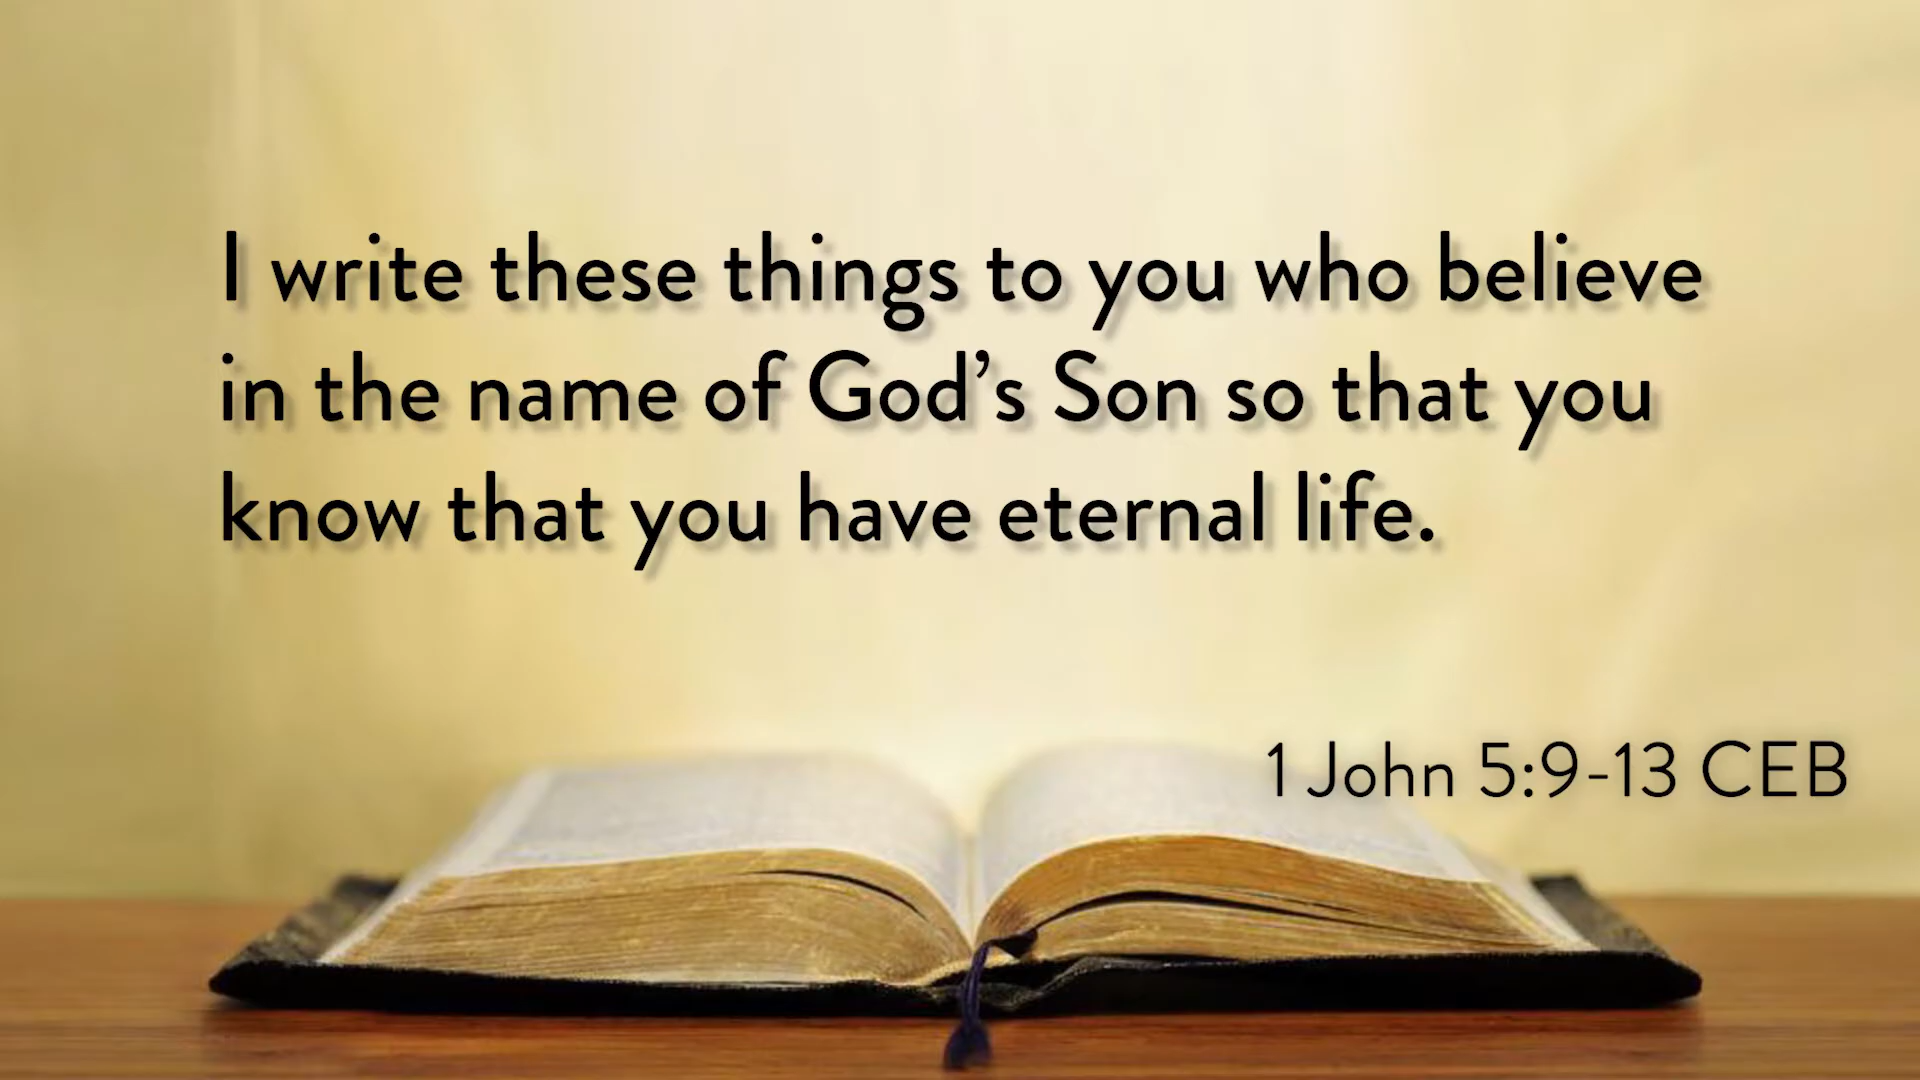 I write these things to you who believe
in the name of God’s Son so that you
know that you have eternal life.
1 John 5:9-13 CEB